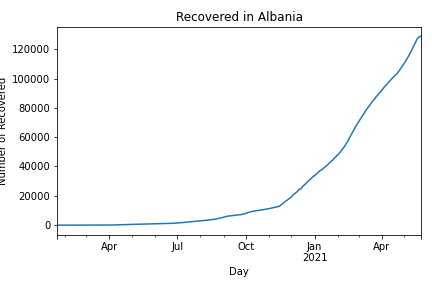 Recovered in Albania
120000
100000
80000
60000
40000
20000
0
Number of Recovered
Apr
Jul
Oct
Jan
2021
Apr
Day